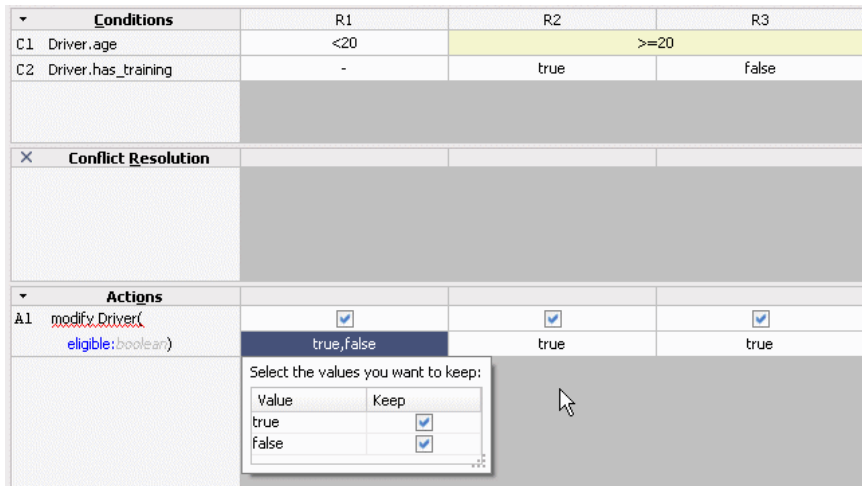 Conditions R1 R2 R3
C1 Driver.age <20 >=20
C2 Driver.has_training - true false
Conflict Resolution
Actions
A1 modify Driver(
eligible:boolean) true,false true true
Select the values you want to keep:
Value Keep
true
false